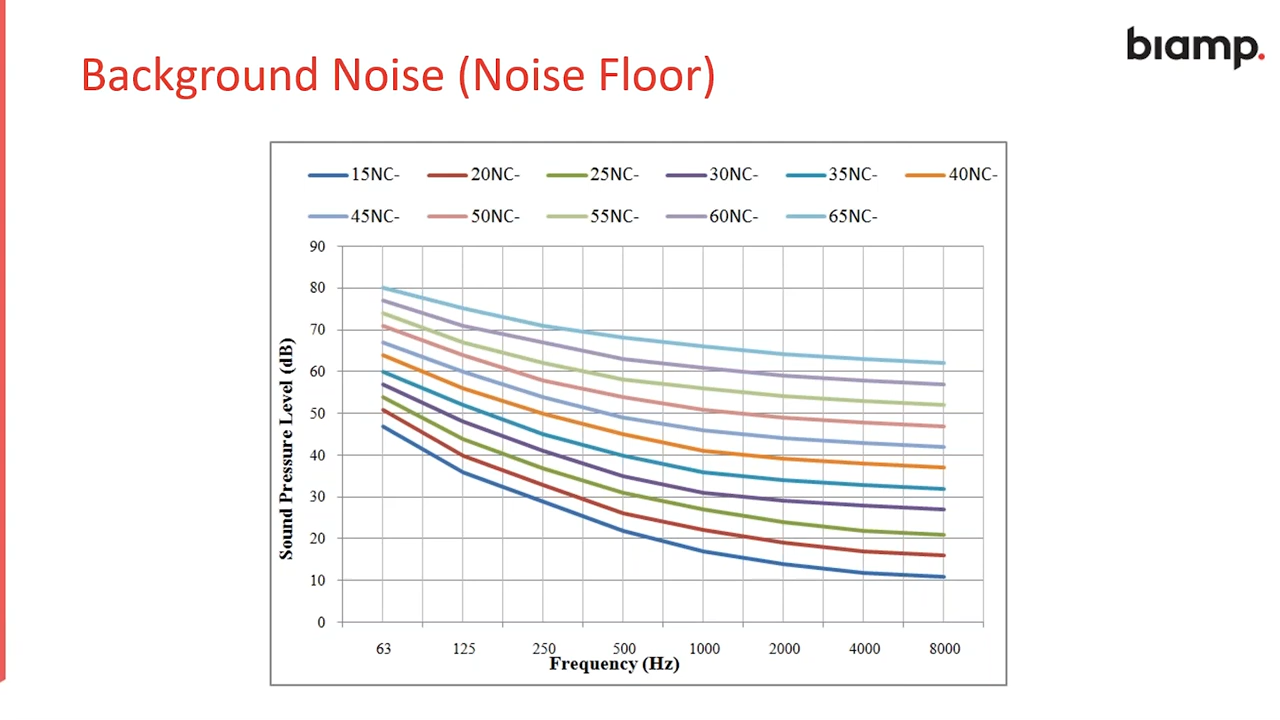 biamp.
Background Noise (Noise Floor)
15NC- 20NC- 25NC- 30NC- 35NC- 40NC-
45NC- 50NC- 55NC- 60NC- 65NC-
90
80
70
60
50
40
30
20
10
0
Sound Pressure Level (dB)
63 125 250 500 1000 2000 4000 8000
Frequency (Hz)